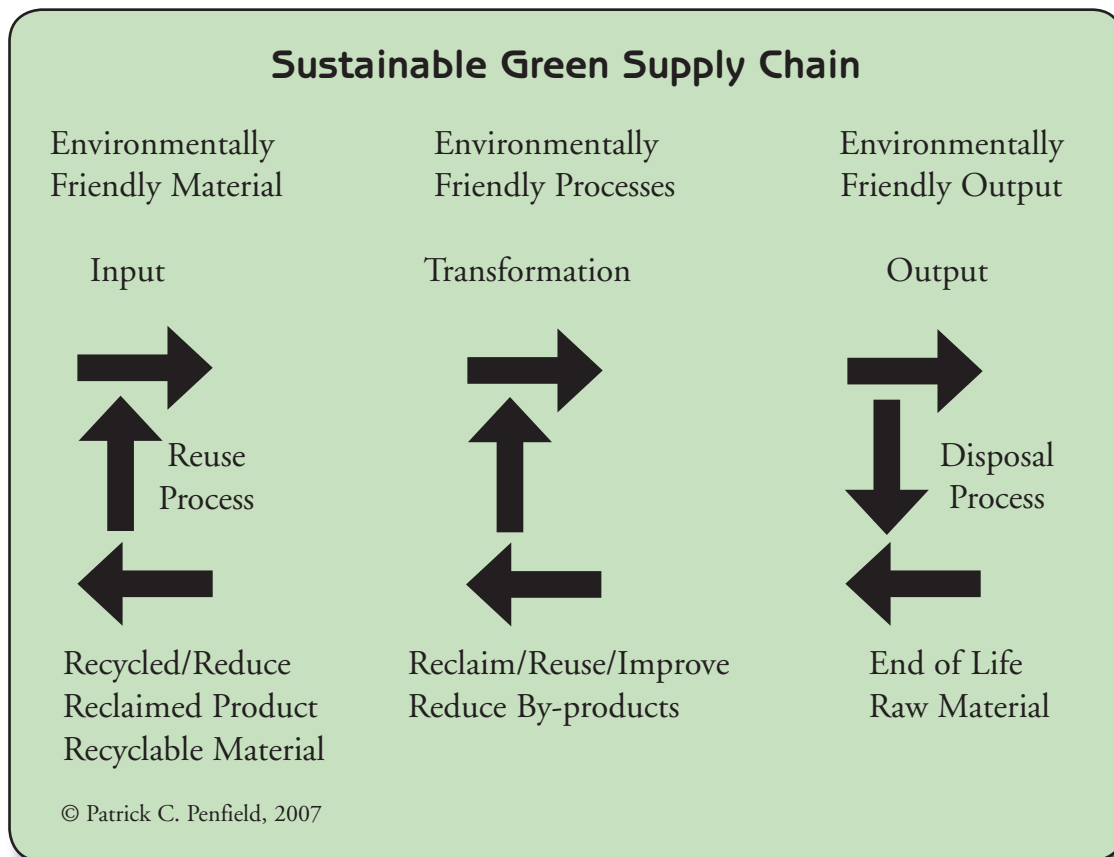 Sustainable Green Supply Chain
Environmentally
Friendly Material
Environmentally
Friendly Processes
Environmentally
Friendly Output
Input
Transformation
Output
Reuse
Process
Disposal
Process
Recycled/Reduce
Reclaimed Product
Recyclable Material
Reclaim/Reuse/Improve
Reduce By-products
End of Life
Raw Material
© Patrick C. Penfield, 2007